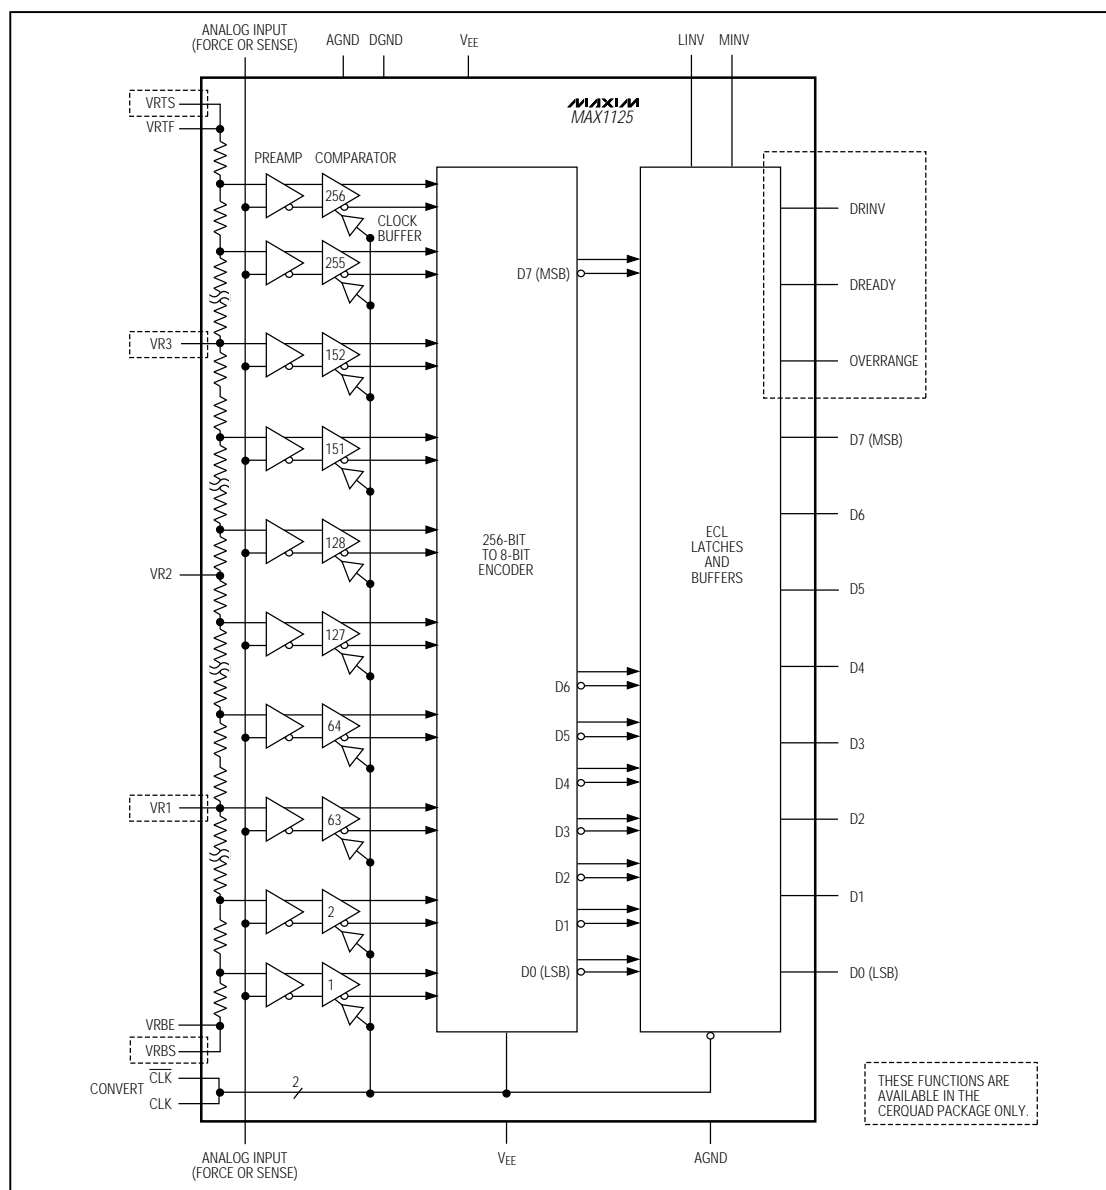 ANALOG INPUT
(FORCE OR SENSE)
AGND DGND
VEE
LINV MINV
VRTS
MAXIM
MAX1125
VRTF
PREAMP COMPARATOR
256
CLOCK
BUFFER
DRINV
255
D7 (MSB)
DREADY
VR3
152
OVERRANGE
151
D7 (MSB)
D6
128
256-BIT
TO 8-BIT
ENCODER
ECL
LATCHES
AND
BUFFERS
VR2
D5
127
D4
D6
64
D5
D3
D4
VR1
63
D3
D2
D2
2
D1
D1
D0 (LSB)
D0 (LSB)
1
VRBE
VRBS
CONVERT
CLK
CLK
2
THESE FUNCTIONS ARE
AVAILABLE IN THE
CERQUAD PACKAGE ONLY.
ANALOG INPUT
(FORCE OR SENSE)
VEE
AGND